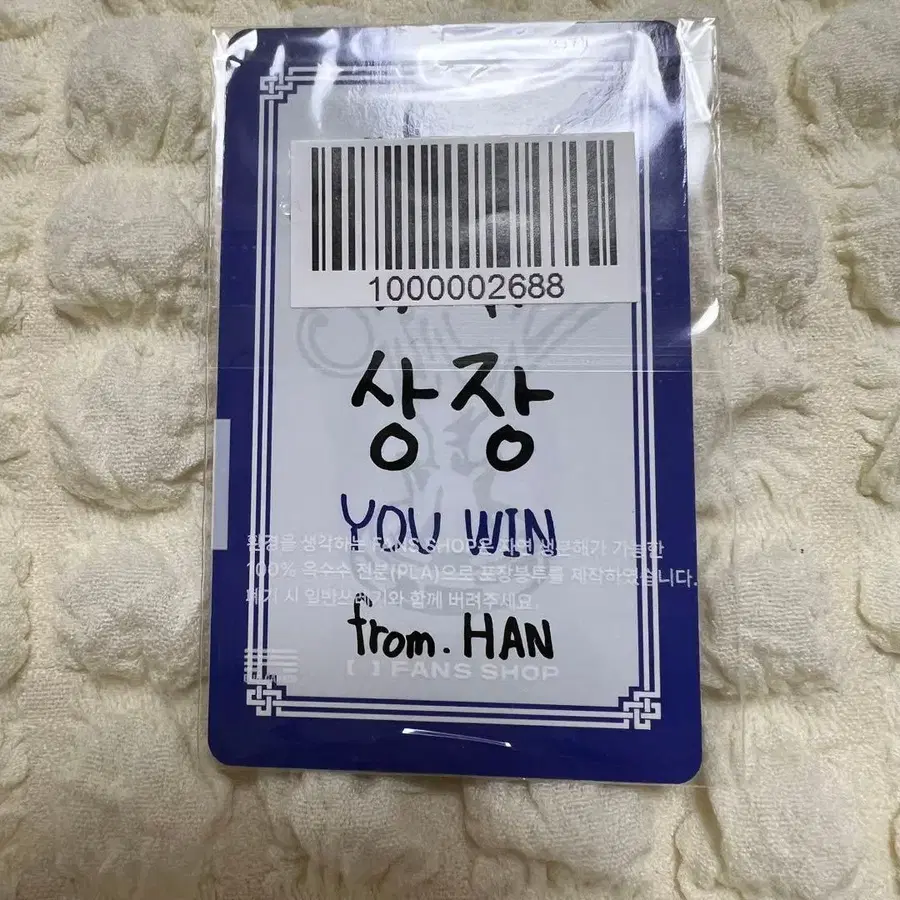 1000002688
상장
YOU WIN
환경을 생각하는 FANS SHOP은 자연 생분해가 가능한
100% 옥수수 전분(PLA)으로 포장봉투를 제작하였습니다.
폐기 시 일반쓰레기와 함께 버려주세요.
from. HAN
[ ] FANS SHOP